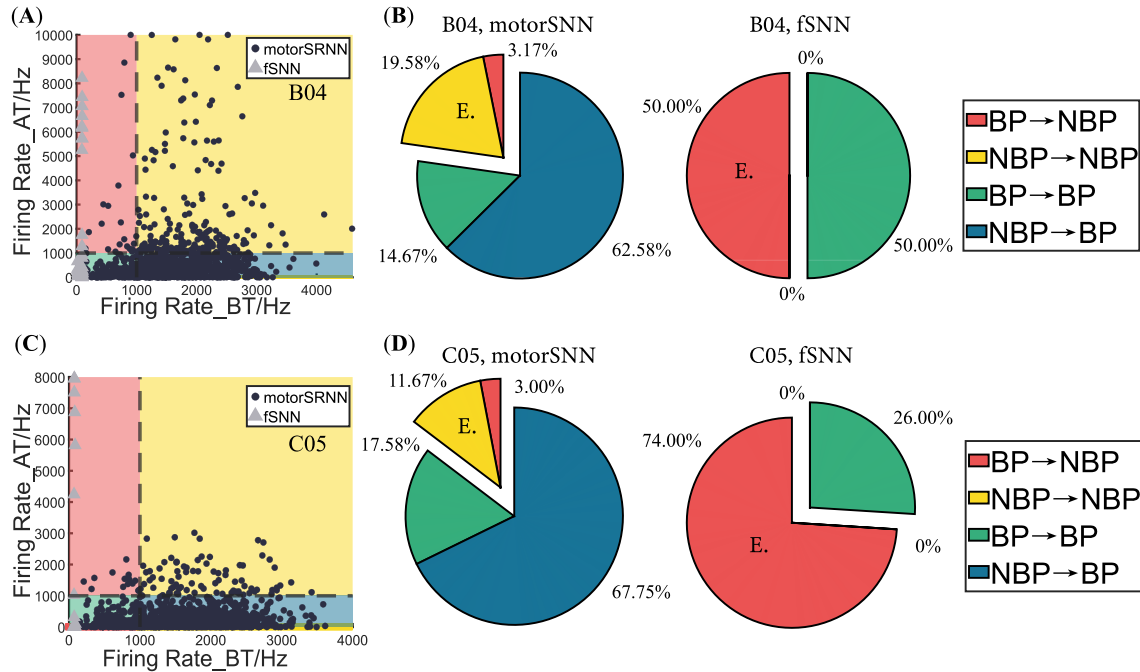 (A)
Firing Rate_AT/Hz
10000
9000
8000
7000
6000
5000
4000
3000
2000
1000
0
0
1000
2000
3000
4000
Firing Rate_BT/Hz
motorSRNN
fSNN
B04
(B)
B04, motorSNN
3.17%
19.58%
E.
14.67%
62.58%
B04, fSNN
0%
50.00%
E.
50.00%
0%
BP→NBP
NBP→NBP
BP→BP
NBP→BP
(C)
Firing Rate_AT/Hz
8000
7000
6000
5000
4000
3000
2000
1000
0
0
1000
2000
3000
4000
Firing Rate_BT/Hz
motorSRNN
fSNN
C05
(D)
C05, motorSNN
11.67%
3.00%
E.
17.58%
67.75%
C05, fSNN
0%
26.00%
74.00%
E.
0%
BP→NBP
NBP→NBP
BP→BP
NBP→BP